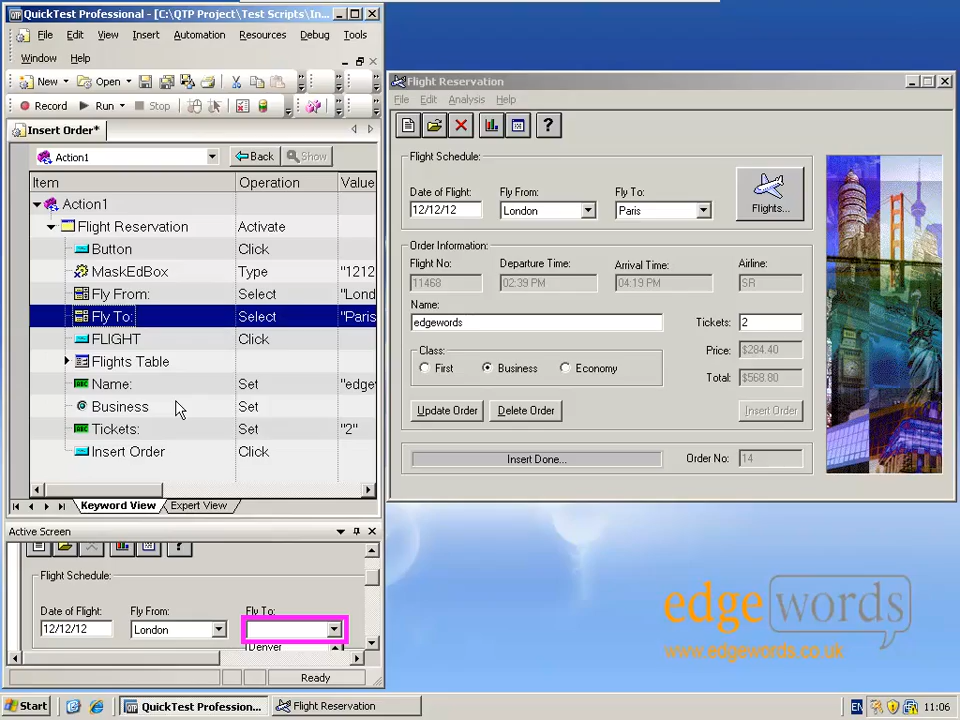 QuickTest Professional - [C:\QTP Project\Test Scripts\In...
File Edit View Insert Automation Resources Debug Tools
Window Help
New Open
Record Run Stop
Insert Order*
Action1 Back Show
Item Operation Value
Action1
Flight Reservation Activate
Button Click
MaskEdBox Type "1212
Fly From: Select "Lond
Fly To: Select "Paris
FLIGHT Click
Flights Table
Name: Set "edgew
Business Set
Tickets: Set "2"
Insert Order Click
Keyword View Expert View
Active Screen
Flight Schedule:
Date of Flight: Fly From: Fly To:
12/12/12 London
Denver
Ready
Flight Reservation
File Edit Analysis Help
Flight Schedule:
Date of Flight: Fly From: Fly To:
12/12/12 London Paris
Flights...
Order Information:
Flight No: Departure Time: Arrival Time: Airline:
11468 02:39 PM 04:19 PM SR
Name:
edgewords
Tickets: 2
Class:
First Business Economy
Price: $284.40
Total: $568.80
Update Order Delete Order Insert Order
Insert Done... Order No: 14
edgewords
www.edgewords.co.uk
Start QuickTest Profession... Flight Reservation EN 11:06